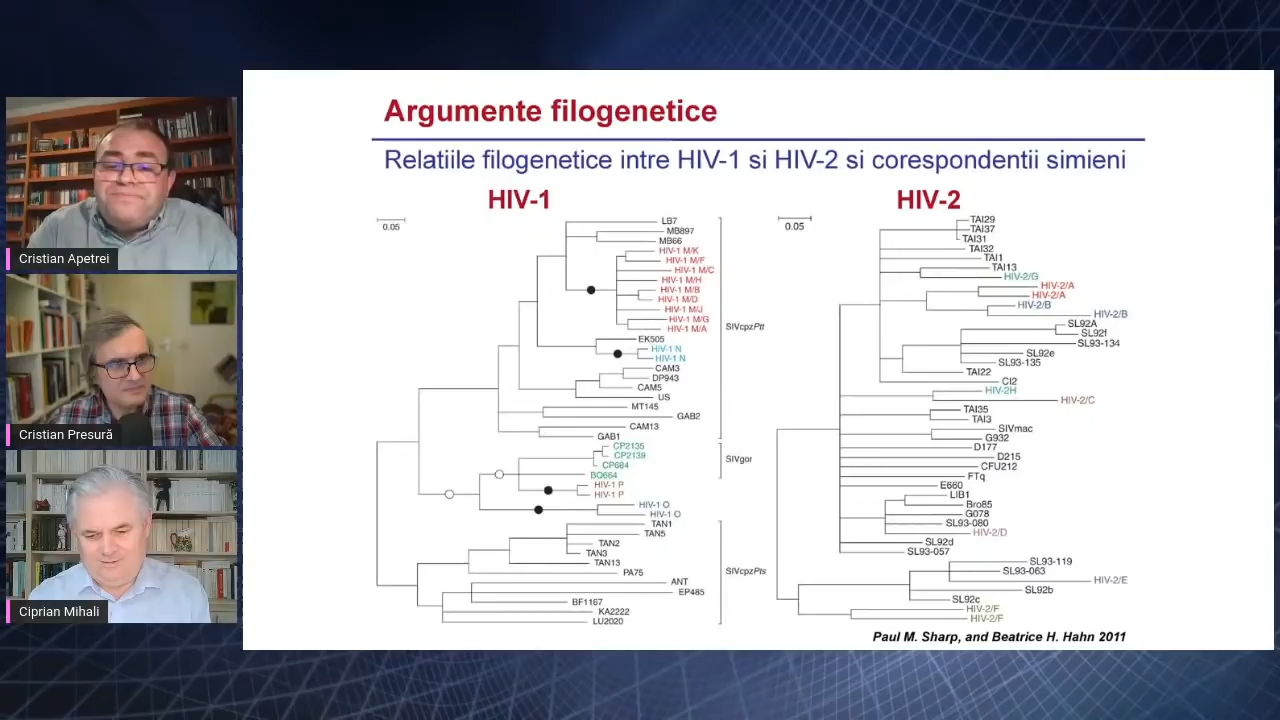 Cristian Apetrei
Cristian Presură
Ciprian Mihali
Argumente filogenetice
Relatiile filogenetice intre HIV-1 si HIV-2 si corespondentii simieni
HIV-1
0.05
LB7
MB897
MB66
HIV-1 M/K
HIV-1 M/F
HIV-1 M/C
HIV-1 M/H
HIV-1 M/B
HIV-1 M/D
HIV-1 M/J
HIV-1 M/G
HIV-1 M/A
SIVcpzPtt
EK505
HIV-1 N
HIV-1 N
CAM3
DP943
CAM5
US
MT145
GAB2
CAM13
GAB1
CP2135
CP2139
CP684
BQ664
SIVgor
HIV-1 P
HIV-1 P
HIV-1 O
HIV-1 O
TAN1
TAN5
TAN2
TAN3
TAN13
PA75
SIVcpzPts
ANT
EP485
BF1167
KA2222
LU2020
HIV-2
0.05
TAI29
TAI37
TAI31
TAI32
TAI1
TAI13
HIV-2/G
HIV-2/A
HIV-2/A
HIV-2/B
HIV-2/B
SL92A
SL92f
SL93-134
SL92e
SL93-135
TAI22
CI2
HIV-2H
HIV-2/C
TAI35
TAI3
SIVmac
G932
D177
D215
CFU212
FTq
E660
LIB1
Bro85
G078
SL93-080
HIV-2/D
SL92d
SL93-057
SL93-119
SL93-063
HIV-2/E
SL92b
SL92c
HIV-2/F
HIV-2/F
Paul M. Sharp, and Beatrice H. Hahn 2011